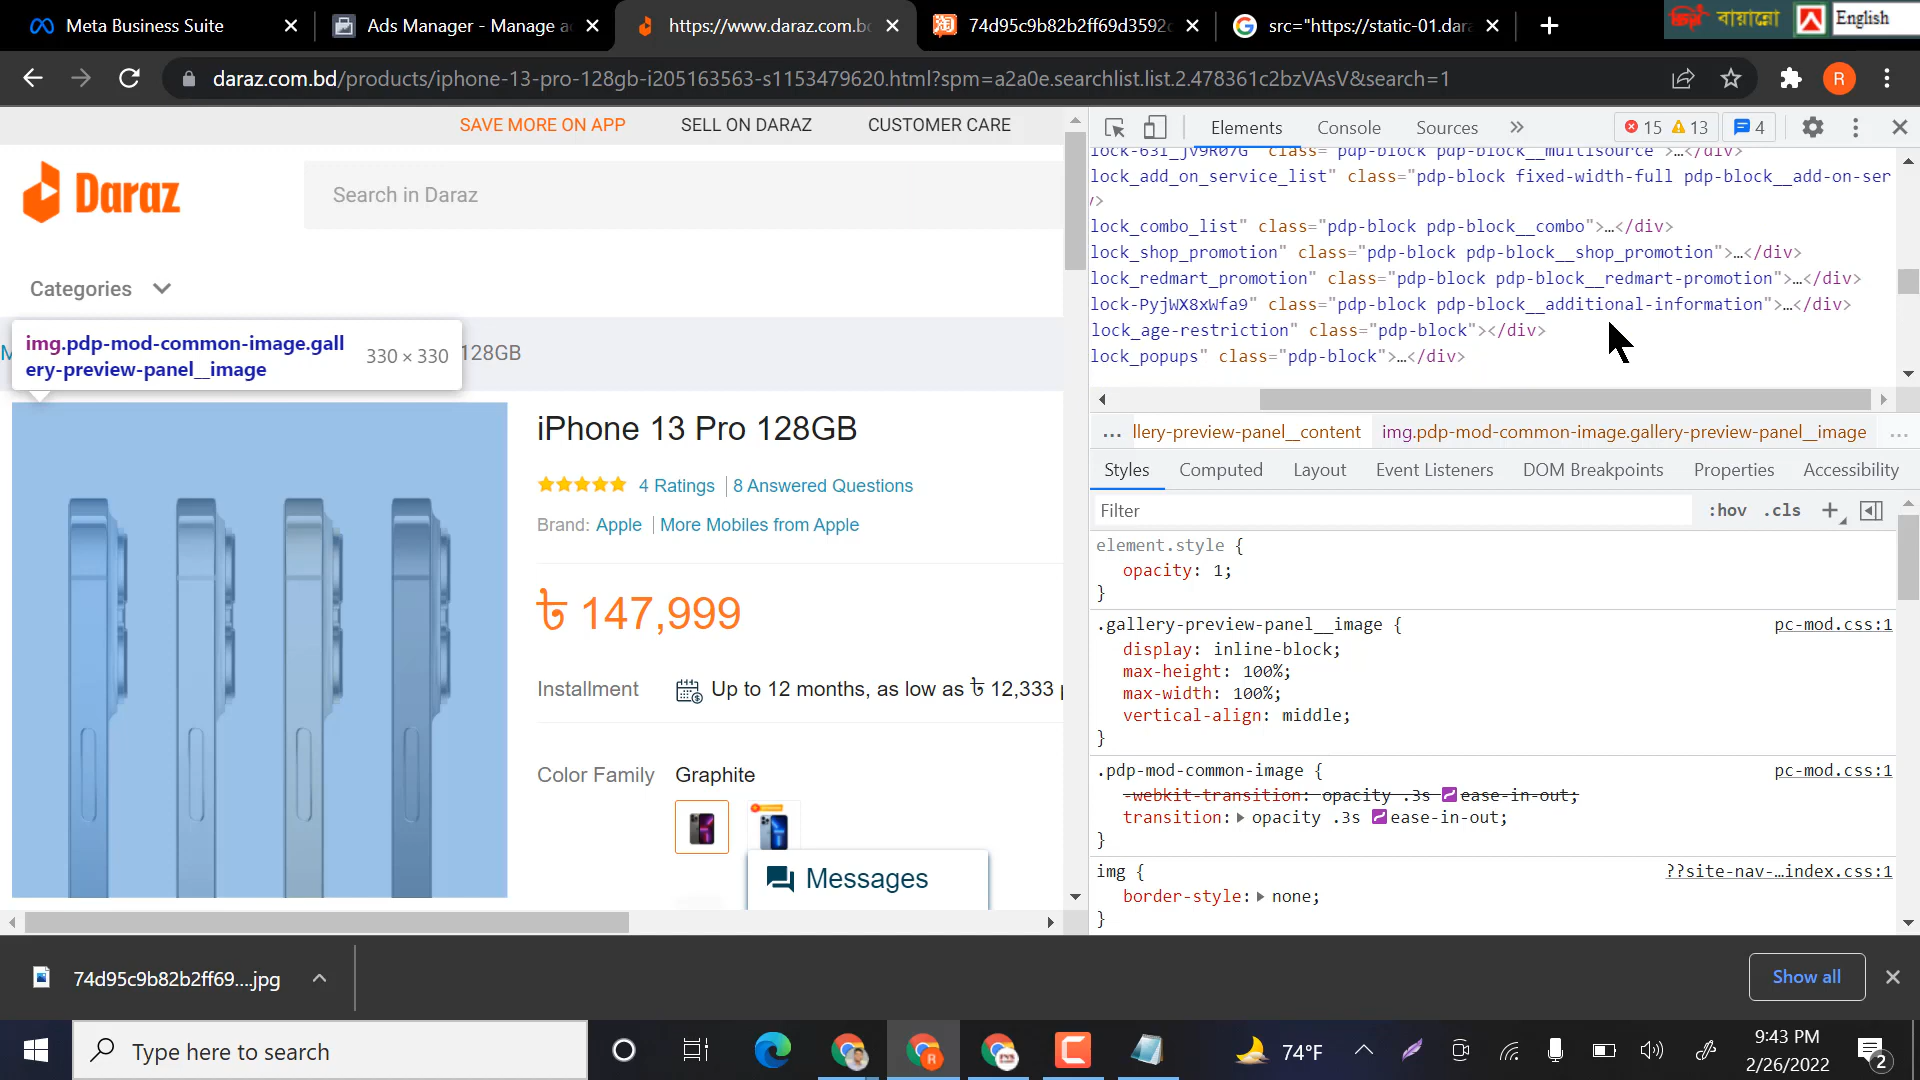 Meta Business Suite
Ads Manager - Manage a
https://www.daraz.com.b
74d95c9b82b2ff69d3592
src="https://static-01.dar
বায়ান্নো
English
daraz.com.bd/products/iphone-13-pro-128gb-i205163563-s1153479620.html?spm=a2a0e.searchlist.list.2.478361c2bzVAsV&search=1
R
SAVE MORE ON APP
SELL ON DARAZ
CUSTOMER CARE
Daraz
Search in Daraz
Categories
img.pdp-mod-common-image.gall
ery-preview-panel__image
330 × 330
128GB
iPhone 13 Pro 128GB
4 Ratings
8 Answered Questions
Brand: Apple
More Mobiles from Apple
৳ 147,999
Installment
Up to 12 months, as low as ৳ 12,333 p
Color Family
Graphite
Messages
Elements
Console
Sources
15
13
4
lock-631_jv9R07G" class="pdp-block pdp-block__multisource">…</div>
lock_add_on_service_list" class="pdp-block fixed-width-full pdp-block__add-on-ser
/>
lock_combo_list" class="pdp-block pdp-block__combo">…</div>
lock_shop_promotion" class="pdp-block pdp-block__shop_promotion">…</div>
lock_redmart_promotion" class="pdp-block pdp-block__redmart-promotion">…</div>
lock-PyjWX8xWfa9" class="pdp-block pdp-block__additional-information">…</div>
lock_age-restriction" class="pdp-block"></div>
lock_popups" class="pdp-block">…</div>
… llery-preview-panel__content
img.pdp-mod-common-image.gallery-preview-panel__image …
Styles
Computed
Layout
Event Listeners
DOM Breakpoints
Properties
Accessibility
Filter
:hov
.cls
element.style {
opacity: 1;
}
.gallery-preview-panel__image {
pc-mod.css:1
display: inline-block;
max-height: 100%;
max-width: 100%;
vertical-align: middle;
}
.pdp-mod-common-image {
pc-mod.css:1
-webkit-transition: opacity .3s ease-in-out;
transition: opacity .3s ease-in-out;
}
img {
??site-nav-…index.css:1
border-style: none;
}
74d95c9b82b2ff69....jpg
Show all
Type here to search
R
74°F
9:43 PM
2/26/2022
2